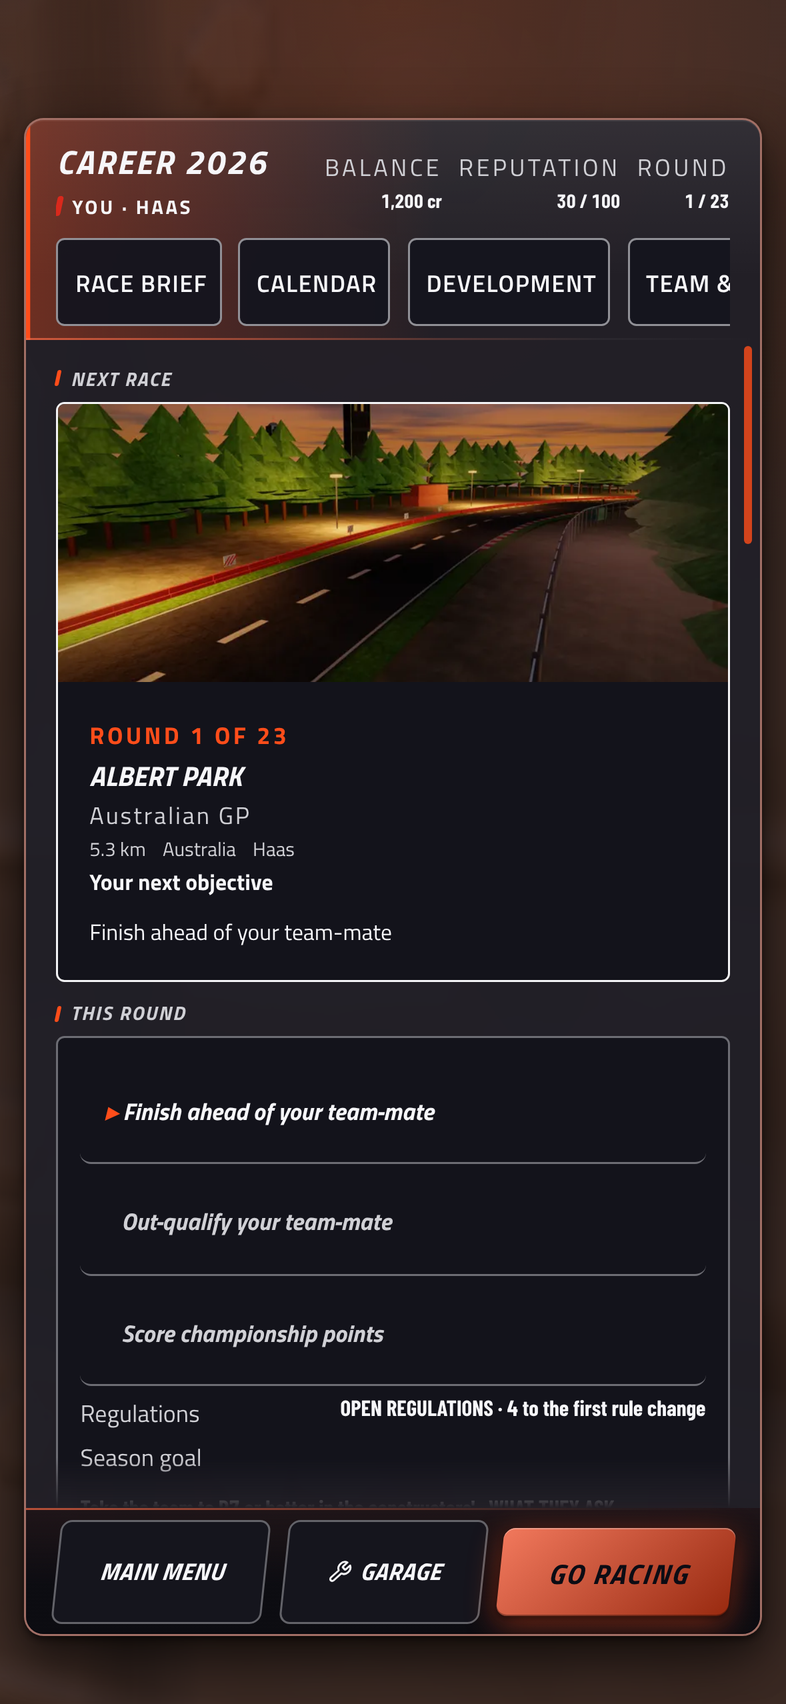 CAREER 2026
BALANCE REPUTATION ROUND
YOU · HAAS
1,200 cr 30 / 100 1 / 23
RACE BRIEF CALENDAR DEVELOPMENT TEAM &
NEXT RACE
ROUND 1 OF 23
ALBERT PARK
Australian GP
5.3 km Australia Haas
Your next objective
Finish ahead of your team-mate
THIS ROUND
▶ Finish ahead of your team-mate
Out-qualify your team-mate
Score championship points
Regulations OPEN REGULATIONS · 4 to the first rule change
Season goal
MAIN MENU GARAGE GO RACING